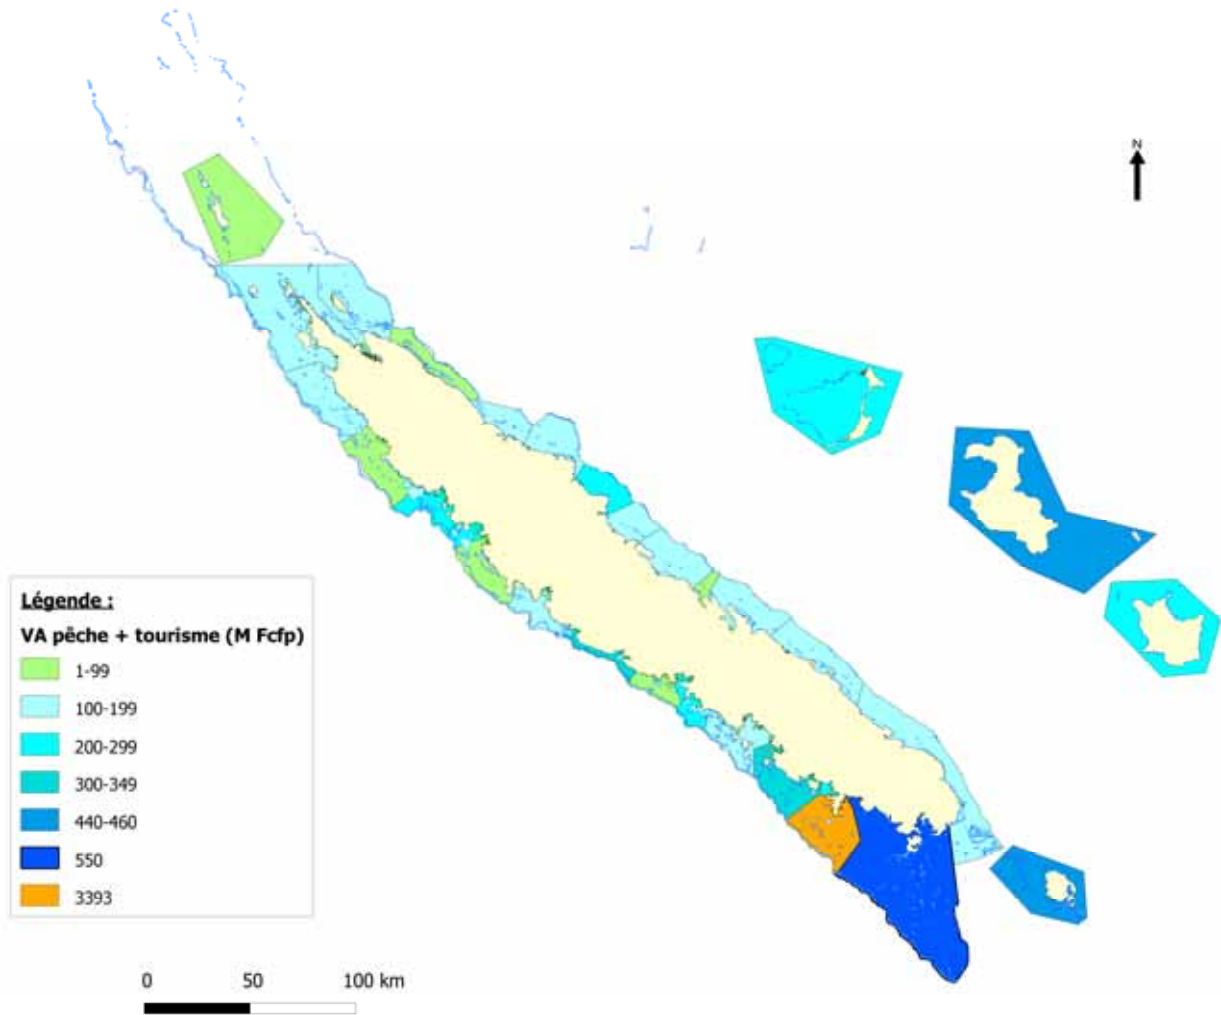 N
Légende :
VA pêche + tourisme (M Fcfp)
1-99
100-199
200-299
300-349
440-460
550
3393
0 50 100 km